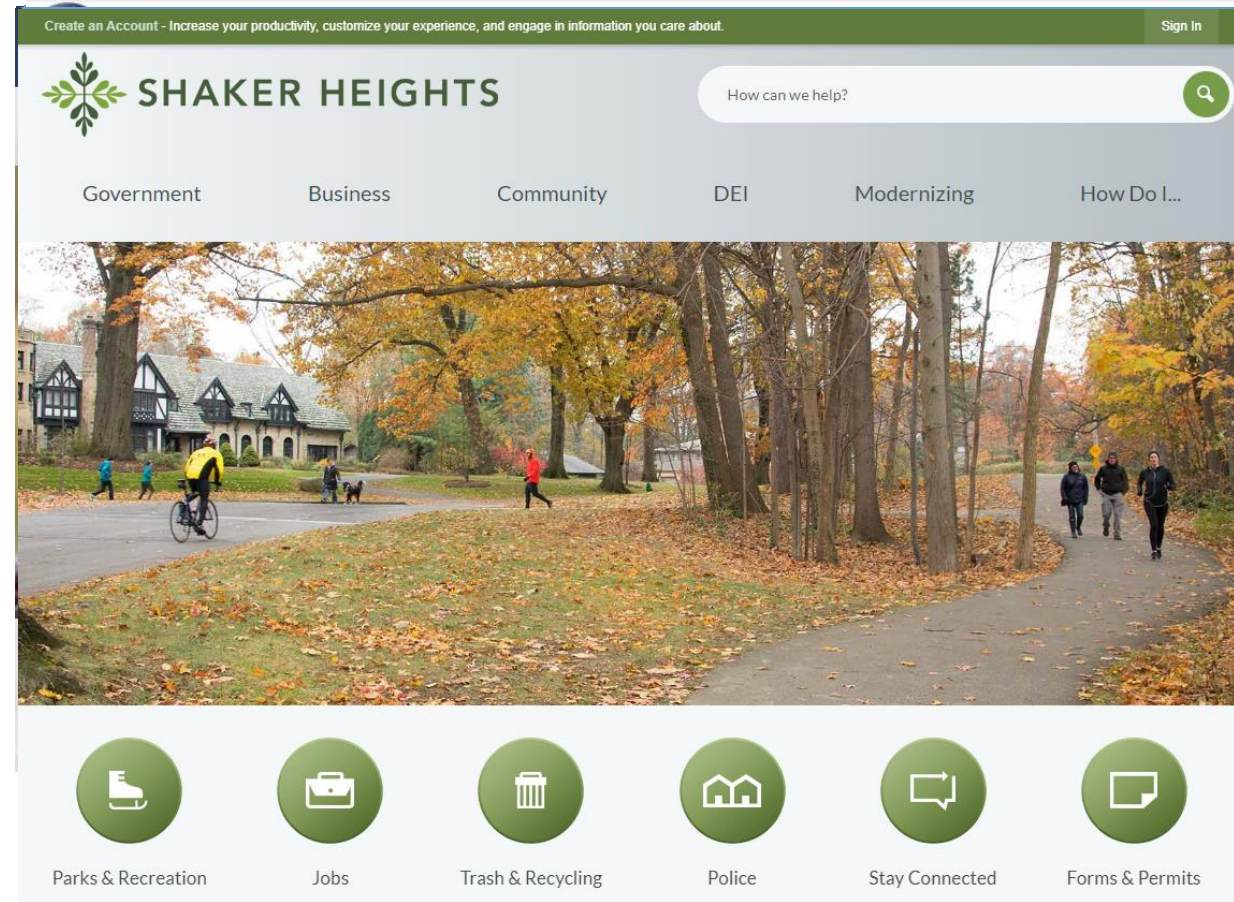 Create an Account - Increase your productivity, customize your experience, and engage in information you care about.
Sign In
SHAKER HEIGHTS
How can we help?
Government
Business
Community
DEI
Modernizing
How Do I...
Parks & Recreation
Jobs
Trash & Recycling
Police
Stay Connected
Forms & Permits